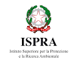 ISPRA
Istituto Superiore per la Protezione
e la Ricerca Ambientale